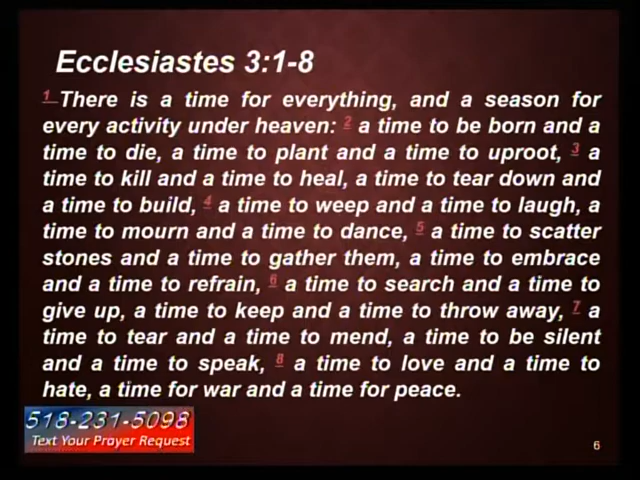 Ecclesiastes 3:1-8
1 There is a time for everything, and a season for
every activity under heaven: 2 a time to be born and a
time to die, a time to plant and a time to uproot, 3 a
time to kill and a time to heal, a time to tear down and
a time to build, 4 a time to weep and a time to laugh, a
time to mourn and a time to dance, 5 a time to scatter
stones and a time to gather them, a time to embrace
and a time to refrain, 6 a time to search and a time to
give up, a time to keep and a time to throw away, 7 a
time to tear and a time to mend, a time to be silent
and a time to speak, 8 a time to love and a time to
hate, a time for war and a time for peace.
518-231-5098
Text Your Prayer Request
6